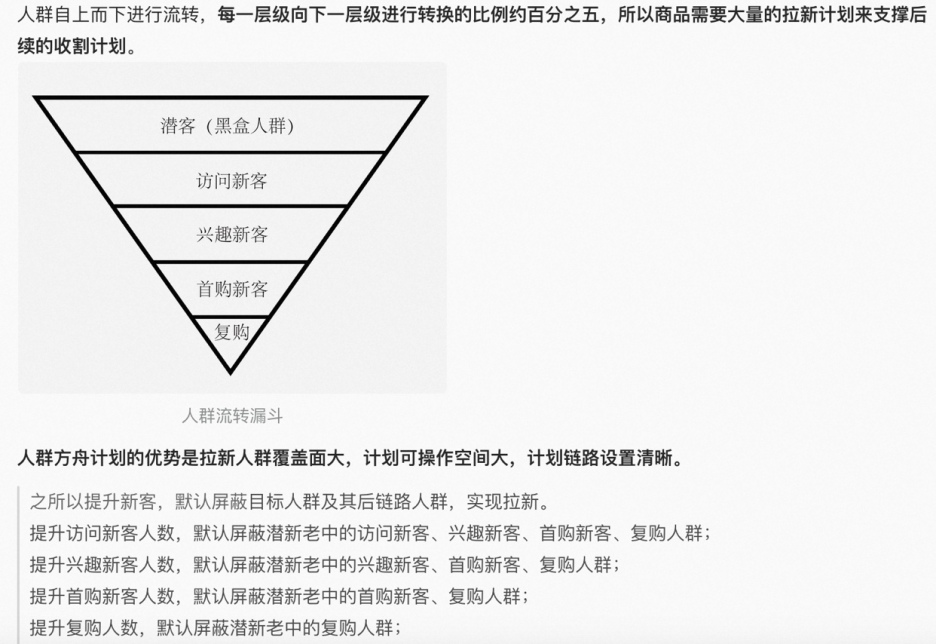 人群自上而下进行流转，每一层级向下一层级进行转换的比例约百分之五，所以商品需要大量的拉新计划来支撑后
续的收割计划。
潜客（黑盒人群）
访问新客
兴趣新客
首购新客
复购
人群流转漏斗
人群方舟计划的优势是拉新人群覆盖面大，计划可操作空间大，计划链路设置清晰。
之所以提升新客，默认屏蔽目标人群及其后链路人群，实现拉新。
提升访问新客人数，默认屏蔽潜新老中的访问新客、兴趣新客、首购新客、复购人群；
提升兴趣新客人数，默认屏蔽潜新老中的兴趣新客、首购新客、复购人群；
提升首购新客人数，默认屏蔽潜新老中的首购新客、复购人群；
提升复购人数，默认屏蔽潜新老中的复购人群；